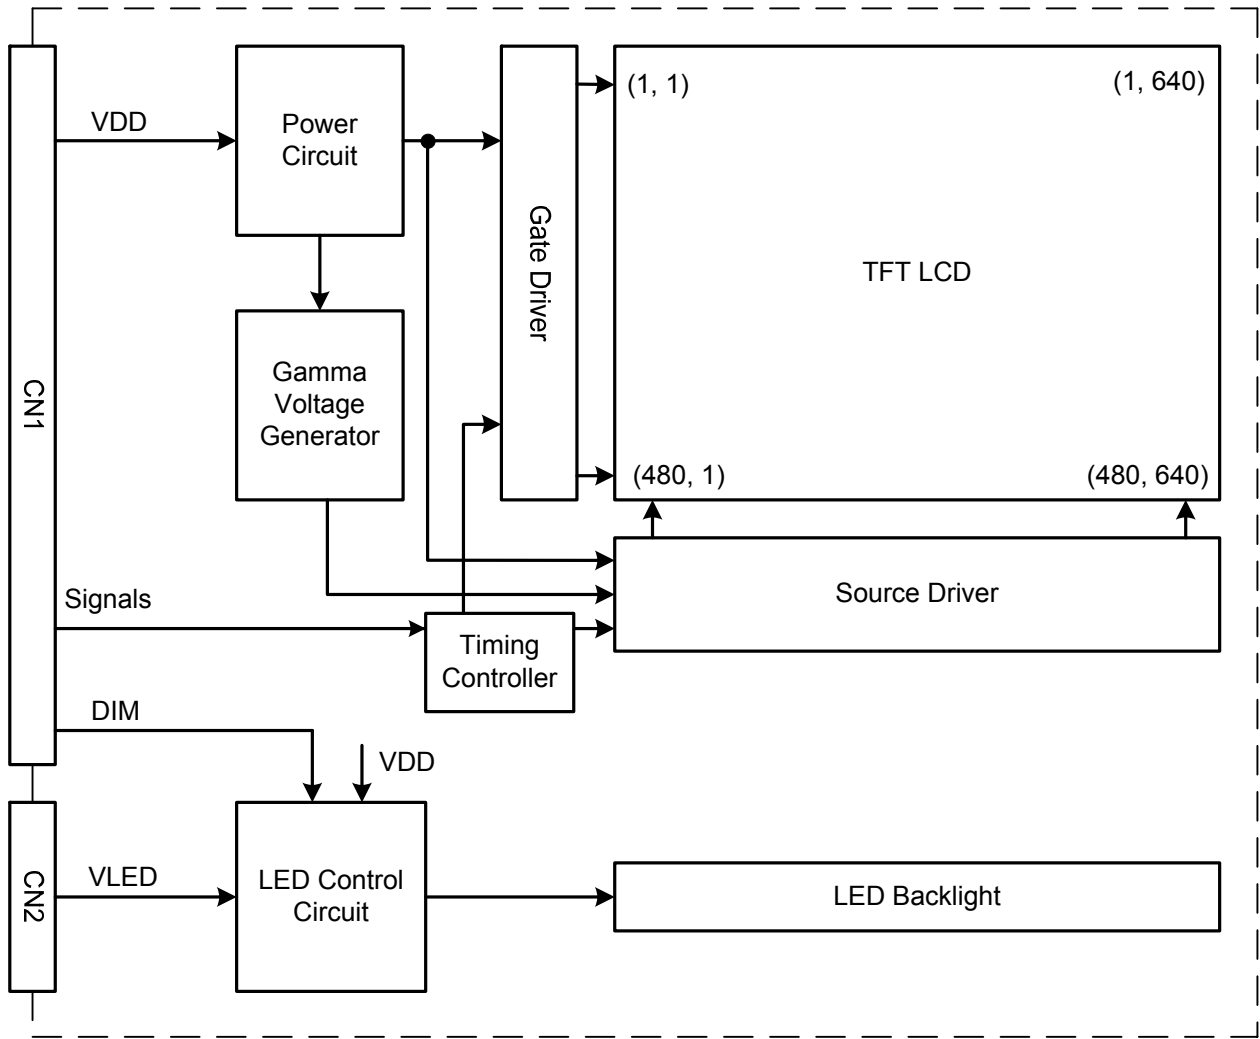 VDD
Power
Circuit
(1, 1)
(1, 640)
Gate Driver
TFT LCD
Gamma
Voltage
Generator
CN1
(480, 1)
(480, 640)
Signals
Source Driver
Timing
Controller
DIM
VDD
CN2
VLED
LED Control
Circuit
LED Backlight